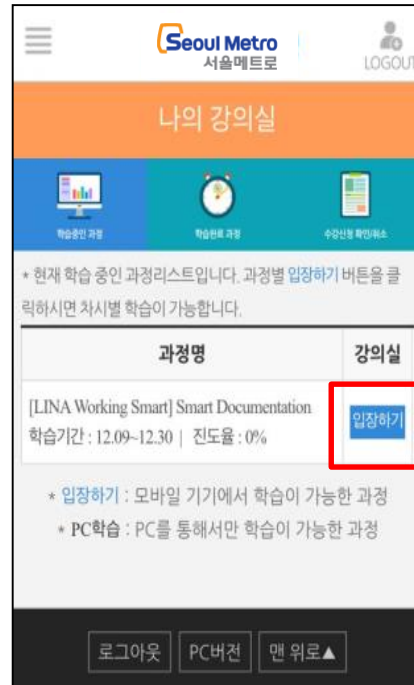 Seoul Metro
서울메트로
LOGOUT
나의 강의실
학습중인 과정
학습완료 과정
수강신청 확인/취소
* 현재 학습 중인 과정리스트입니다. 과정별 입장하기 버튼을 클
릭하시면 차시별 학습이 가능합니다.
과정명 강의실
[LINA Working Smart] Smart Documentation
학습기간 : 12.09~12.30 | 진도율 : 0%
입장하기
* 입장하기 : 모바일 기기에서 학습이 가능한 과정
* PC학습 : PC를 통해서만 학습이 가능한 과정
로그아웃 PC버전 맨 위로▲